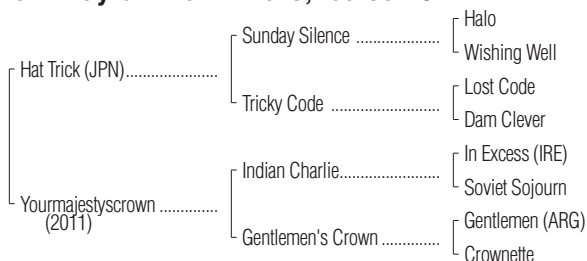 Halo
Sunday Silence ....................
Wishing Well
Hat Trick (JPN).....................
Lost Code
Tricky Code .........................
Dam Clever
In Excess (IRE)
Indian Charlie.......................
Soviet Sojourn
Yourmajestyscrown .............
(2011)
Gentlemen (ARG)
Gentlemen's Crown ..............
Crownette